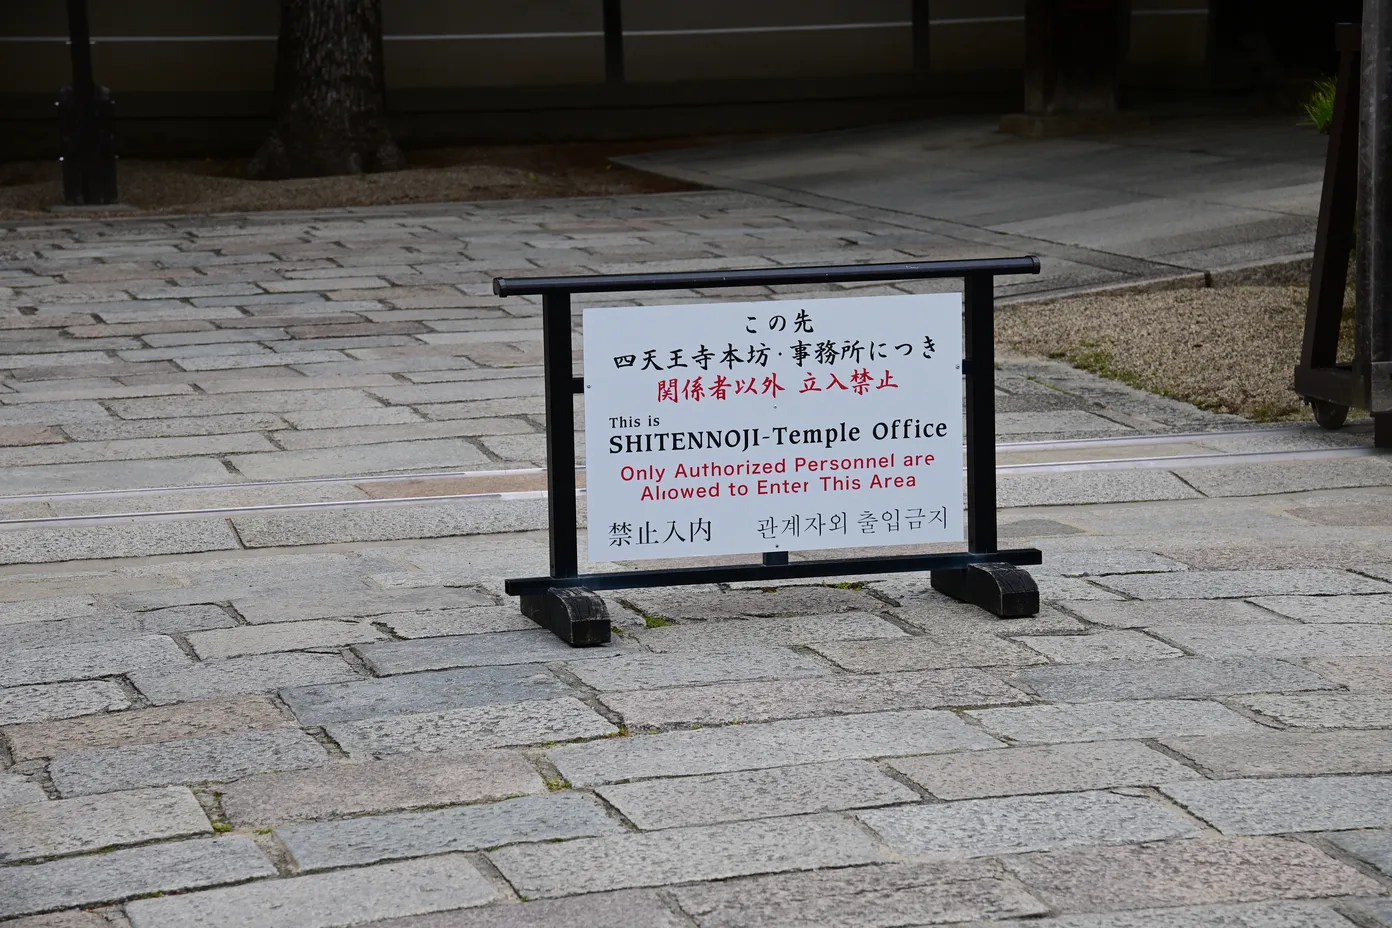 この先
四天王寺本坊・事務所につき
関係者以外 立入禁止
This is
SHITENNOJI-Temple Office
Only Authorized Personnel are
Allowed to Enter This Area
禁止入内 관계자외 출입금지